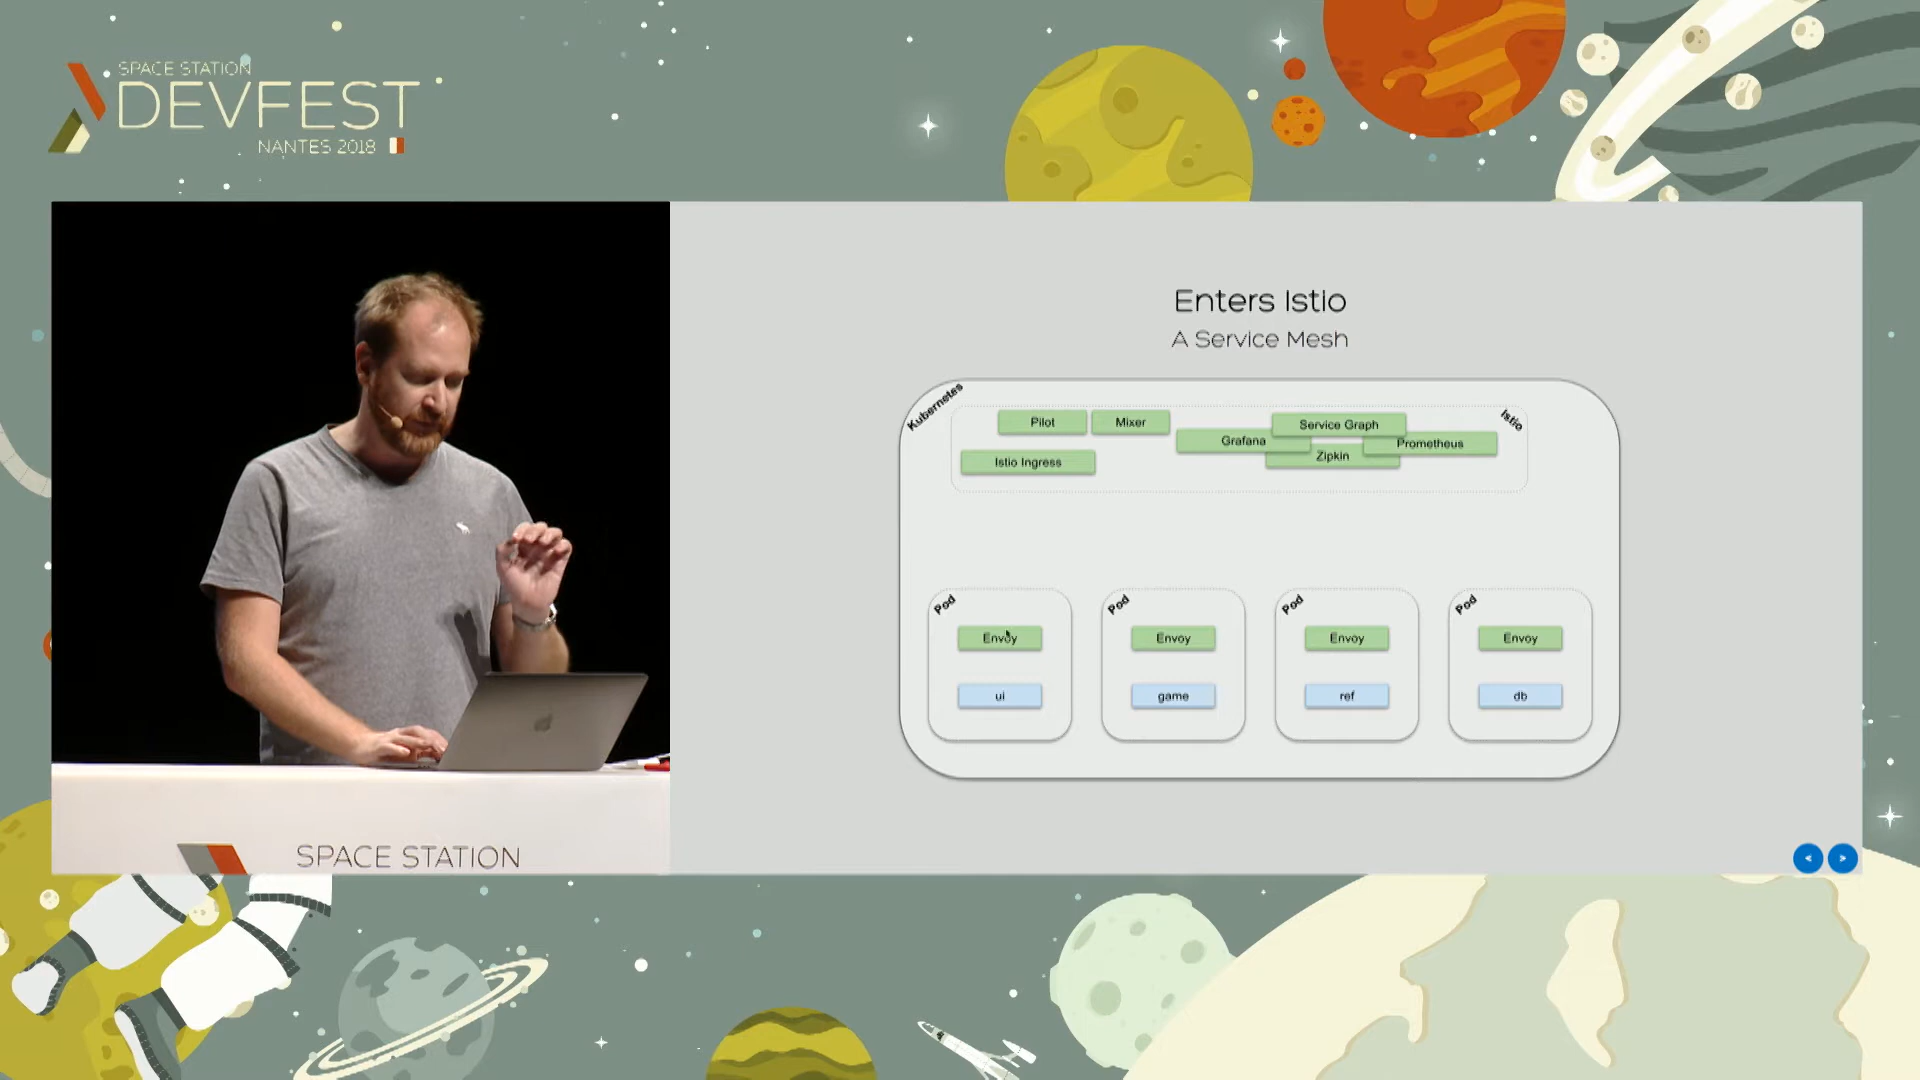 SPACE STATION
DEVFEST
NANTES 2018
Enters Istio
A Service Mesh
Kubernetes
Istio
Pilot
Mixer
Service Graph
Grafana
Prometheus
Zipkin
Istio Ingress
Pod
Pod
Pod
Pod
Envoy
Envoy
Envoy
Envoy
ui
game
ref
db
SPACE STATION